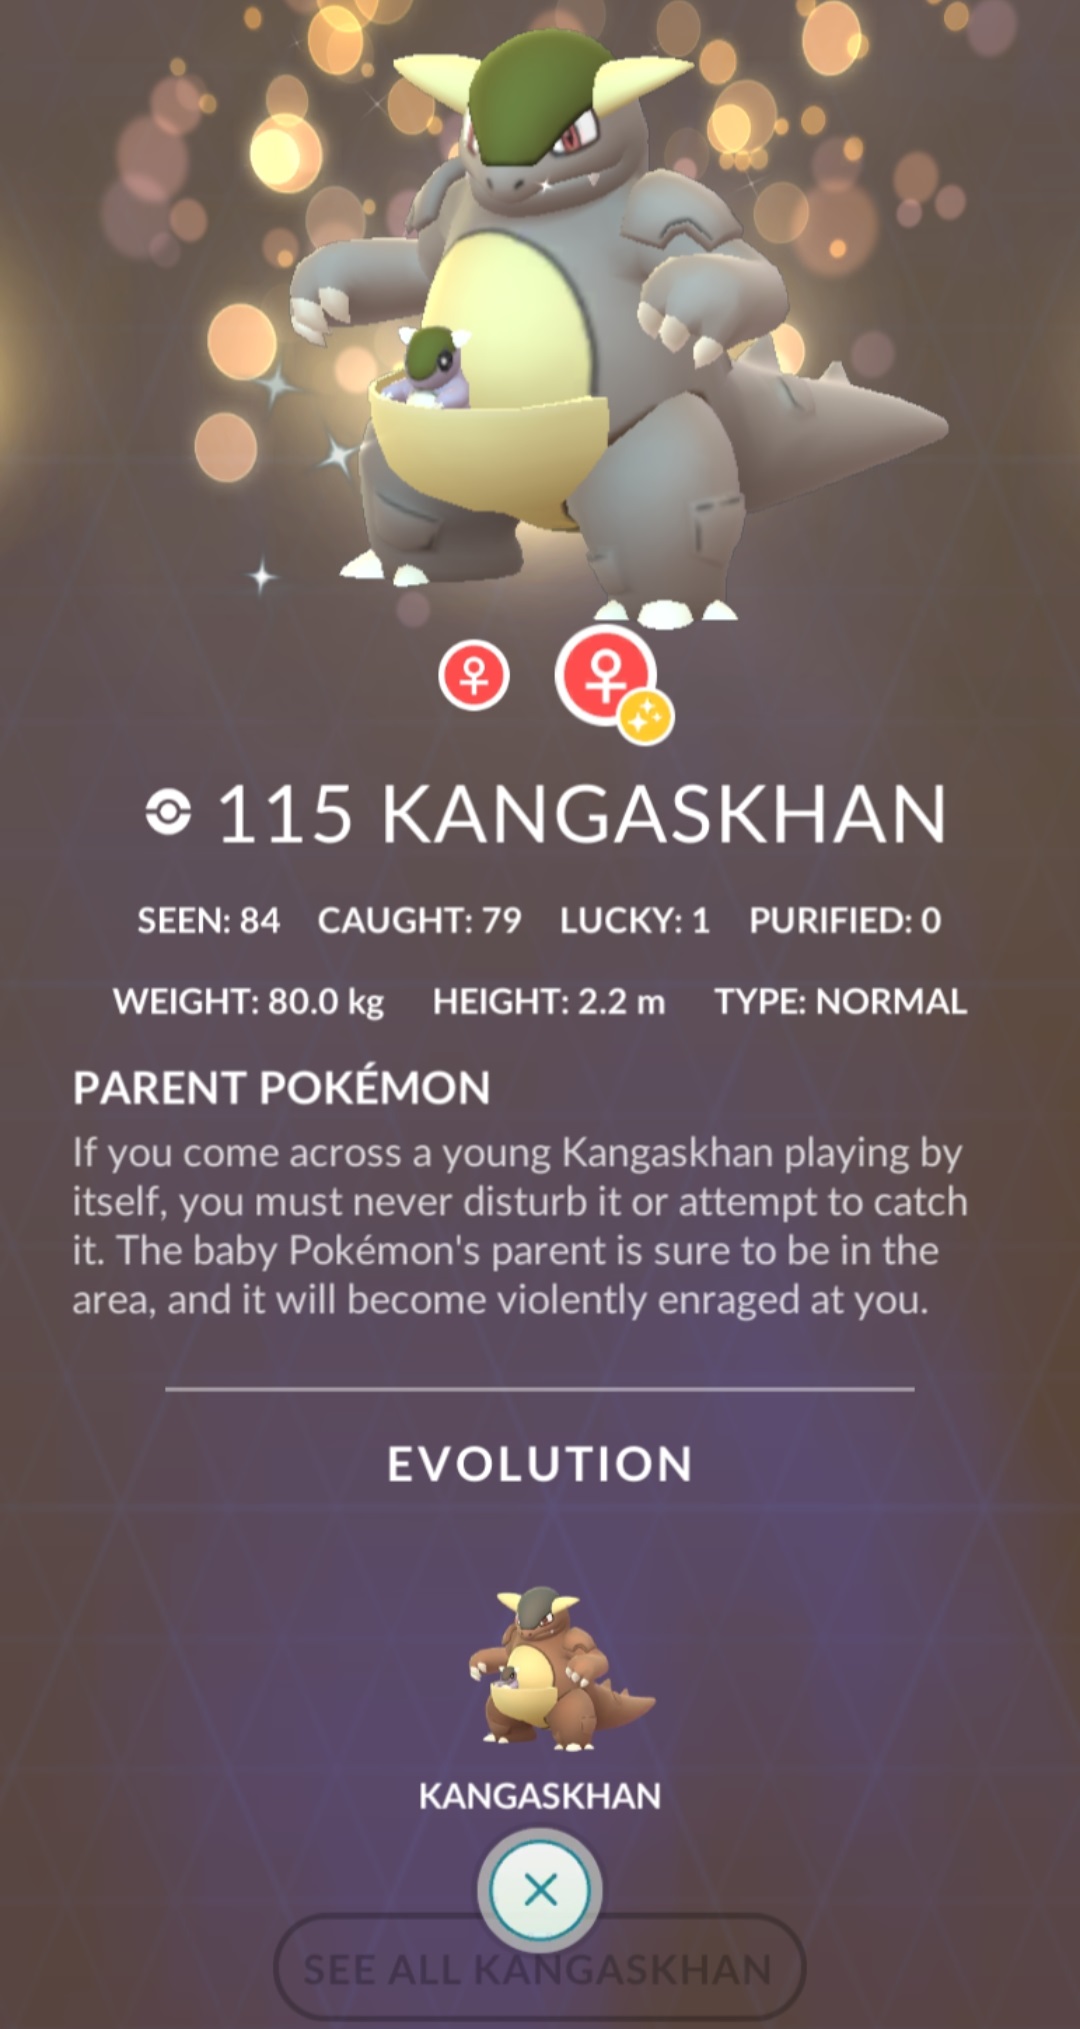 115 KANGASKHAN
SEEN: 84 CAUGHT: 79 LUCKY: 1 PURIFIED: 0
WEIGHT: 80.0 kg HEIGHT: 2.2 m TYPE: NORMAL
PARENT POKÉMON
If you come across a young Kangaskhan playing by
itself, you must never disturb it or attempt to catch
it. The baby Pokémon's parent is sure to be in the
area, and it will become violently enraged at you.
EVOLUTION
KANGASKHAN
SEE ALL KANGASKHAN